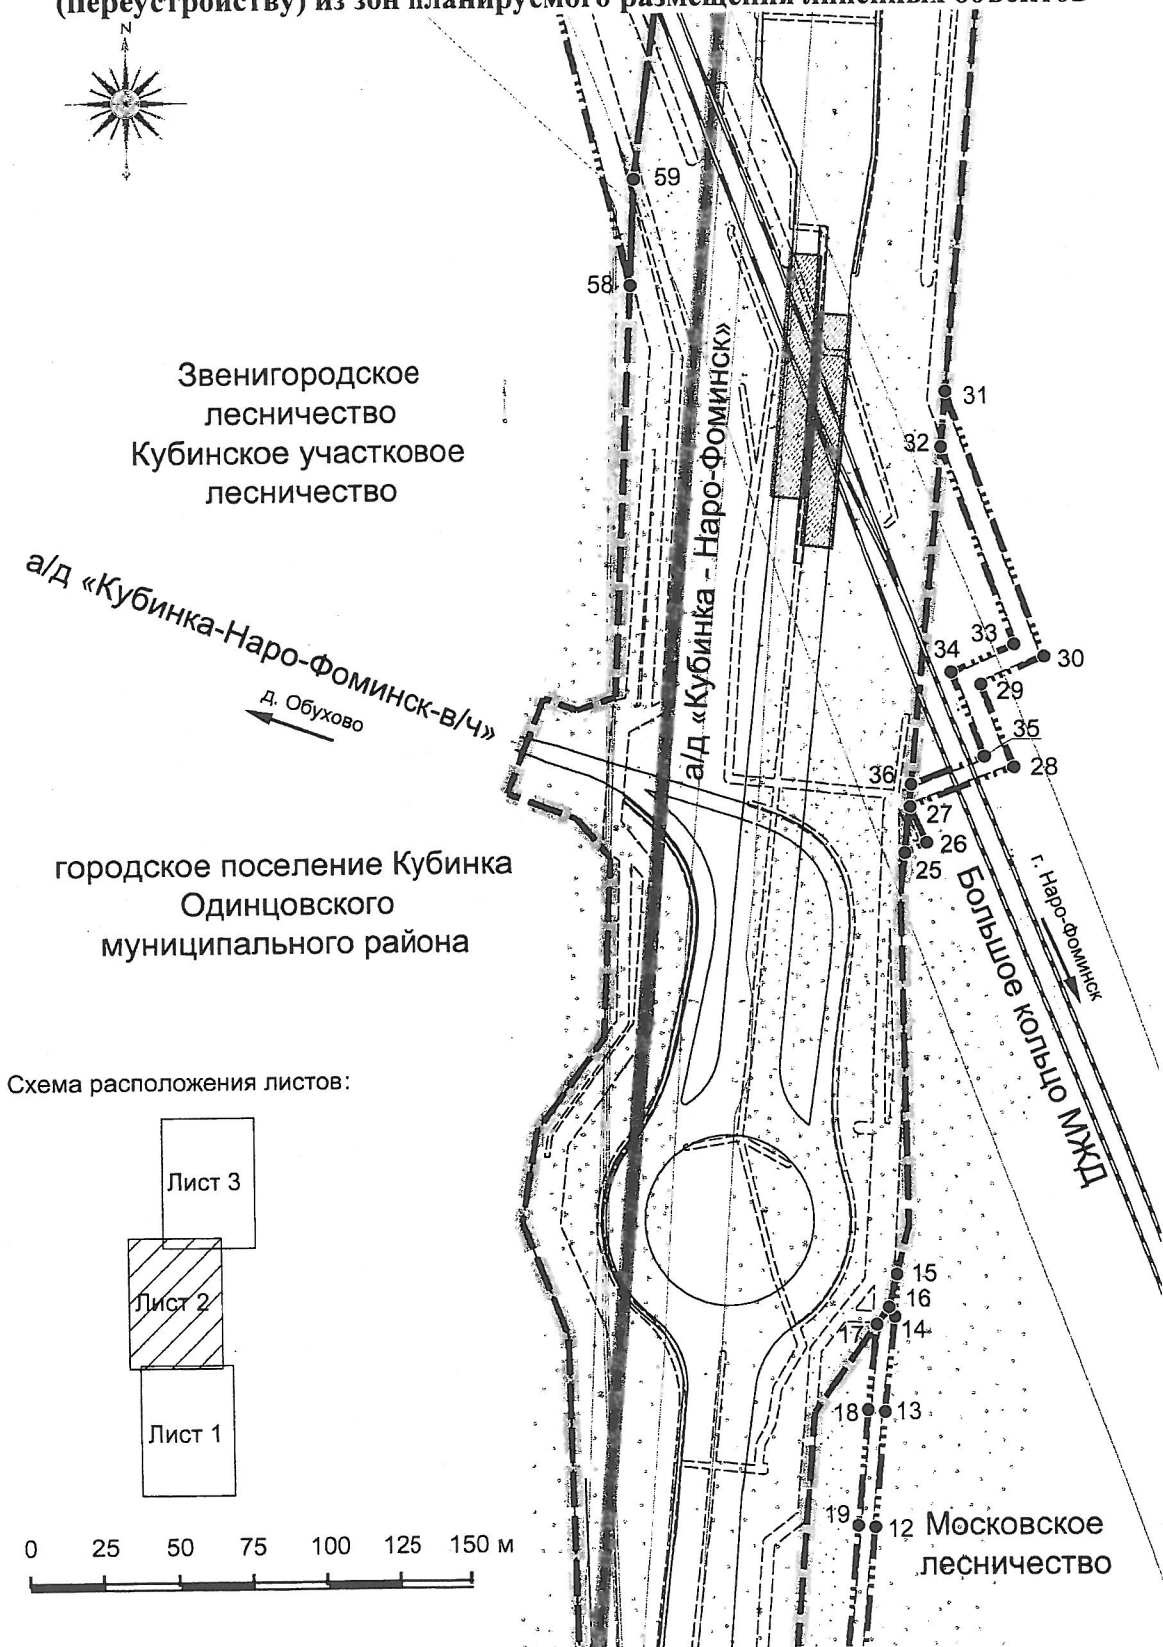 (переустройству) из зон планируемого размещения линейных объектов
N
59
58
Звенигородское
лесничество
Кубинское участковое
лесничество
31
32
а/д «Кубинка - Наро-Фоминск»
а/д «Кубинка-Наро-Фоминск-в/ч»
д. Обухово
33
34
30
29
35
36
28
27
26
25
городское поселение Кубинка
Одинцовского
муниципального района
г. Наро-Фоминск
Большое кольцо МЖД
Схема расположения листов:
Лист 3
Лист 2
Лист 1
15
16
17
14
18
13
19
12
Московское
лесничество
0 25 50 75 100 125 150 м